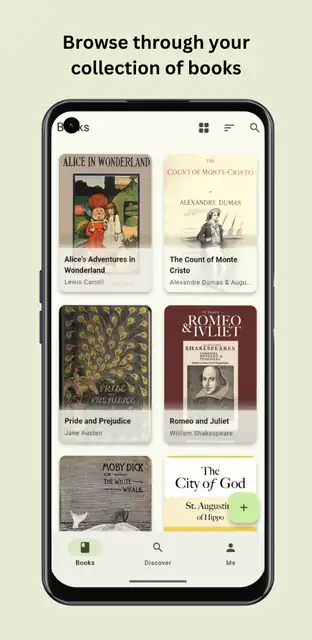 Browse through your
collection of books
Books
ALICE IN WONDERLAND
THE
COUNT OF MONTE-CRISTO
BY
ALEXANDRE DUMAS
Alice's Adventures in
Wonderland
Lewis Carroll
The Count of Monte
Cristo
Alexandre Dumas & Augu...
PRIDE
AND
PREJUDICE
Pride and Prejudice
Jane Austen
ROMEO
& IVLIET
SHAKESPEARES
Romeo and Juliet
William Shakespeare
MOBY DICK
OR
THE WHITE
WHALE.
The
City of God
St. Augustin
of Hippo
+
Books
Discover
Me